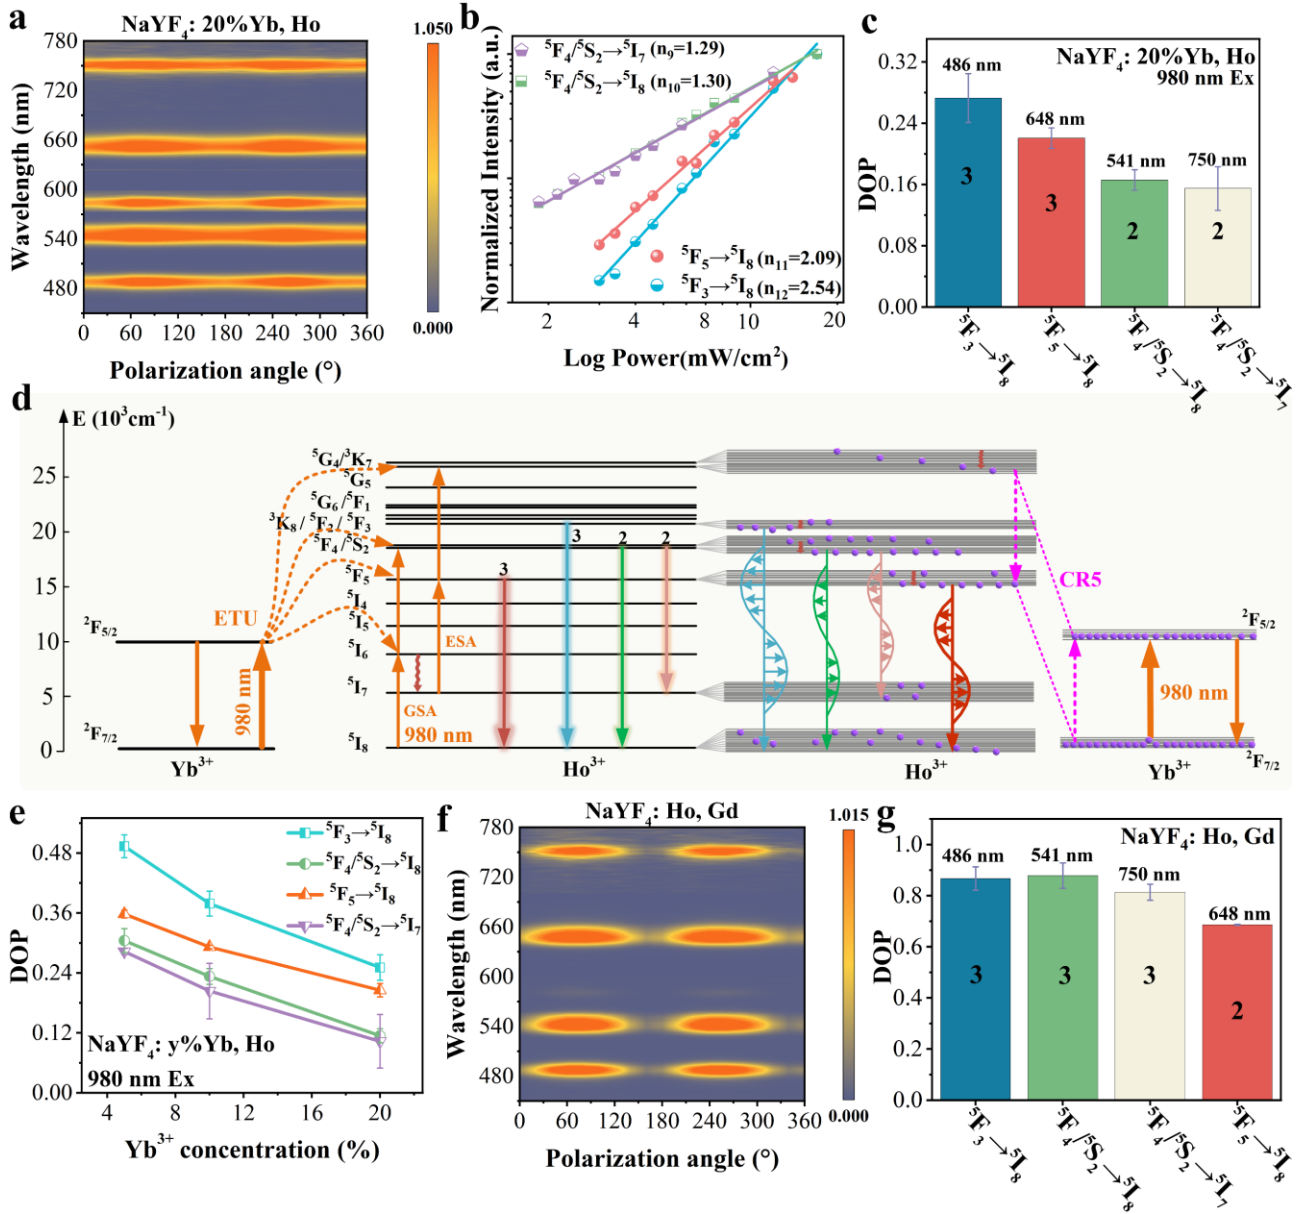 a
NaYF₄: 20%Yb, Ho
Wavelength (nm)
780
720
660
600
540
480
0 60 120 180 240 300 360
Polarization angle (°)
1.050
0.000
b
Normalized Intensity (a.u.)
⁵F₄/⁵S₂→⁵I₇ (n₉=1.29)
⁵F₄/⁵S₂→⁵I₈ (n₁₀=1.30)
⁵F₅→⁵I₈ (n₁₁=2.09)
⁵F₃→⁵I₈ (n₁₂=2.54)
2 4 6 8 10 20
Log Power(mW/cm²)
c
NaYF₄: 20%Yb, Ho
980 nm Ex
DOP
0.32
0.24
0.16
0.08
0.00
486 nm
648 nm
541 nm
750 nm
3
3
2
2
⁵F₃→⁵I₈
⁵F₅→⁵I₈
⁵F₄/⁵S₂→⁵I₈
⁵F₄/⁵S₂→⁵I₇
d
E (10³cm⁻¹)
25
20
15
10
5
0
²F₅/₂
²F₇/₂
980 nm
Yb³⁺
ETU
⁵G₄/³K₇
⁵G₅
⁵G₆/⁵F₁
³K₈/⁵F₂/⁵F₃
⁵F₄/⁵S₂
⁵F₅
⁵I₄
⁵I₅
⁵I₆
⁵I₇
⁵I₈
GSA
980 nm
ESA
3
3
2
2
Ho³⁺
Ho³⁺
CR5
²F₅/₂
980 nm
²F₇/₂
Yb³⁺
e
DOP
0.48
0.36
0.24
0.12
0.00
⁵F₃→⁵I₈
⁵F₄/⁵S₂→⁵I₈
⁵F₅→⁵I₈
⁵F₄/⁵S₂→⁵I₇
NaYF₄: y%Yb, Ho
980 nm Ex
4 8 12 16 20
Yb³⁺ concentration (%)
f
NaYF₄: Ho, Gd
Wavelength (nm)
780
720
660
600
540
480
0 60 120 180 240 300 360
Polarization angle (°)
1.015
0.000
g
NaYF₄: Ho, Gd
DOP
1.0
0.8
0.6
0.4
0.2
0.0
486 nm
541 nm
750 nm
648 nm
3
3
3
2
⁵F₃→⁵I₈
⁵F₄/⁵S₂→⁵I₈
⁵F₄/⁵S₂→⁵I₇
⁵F₅→⁵I₈